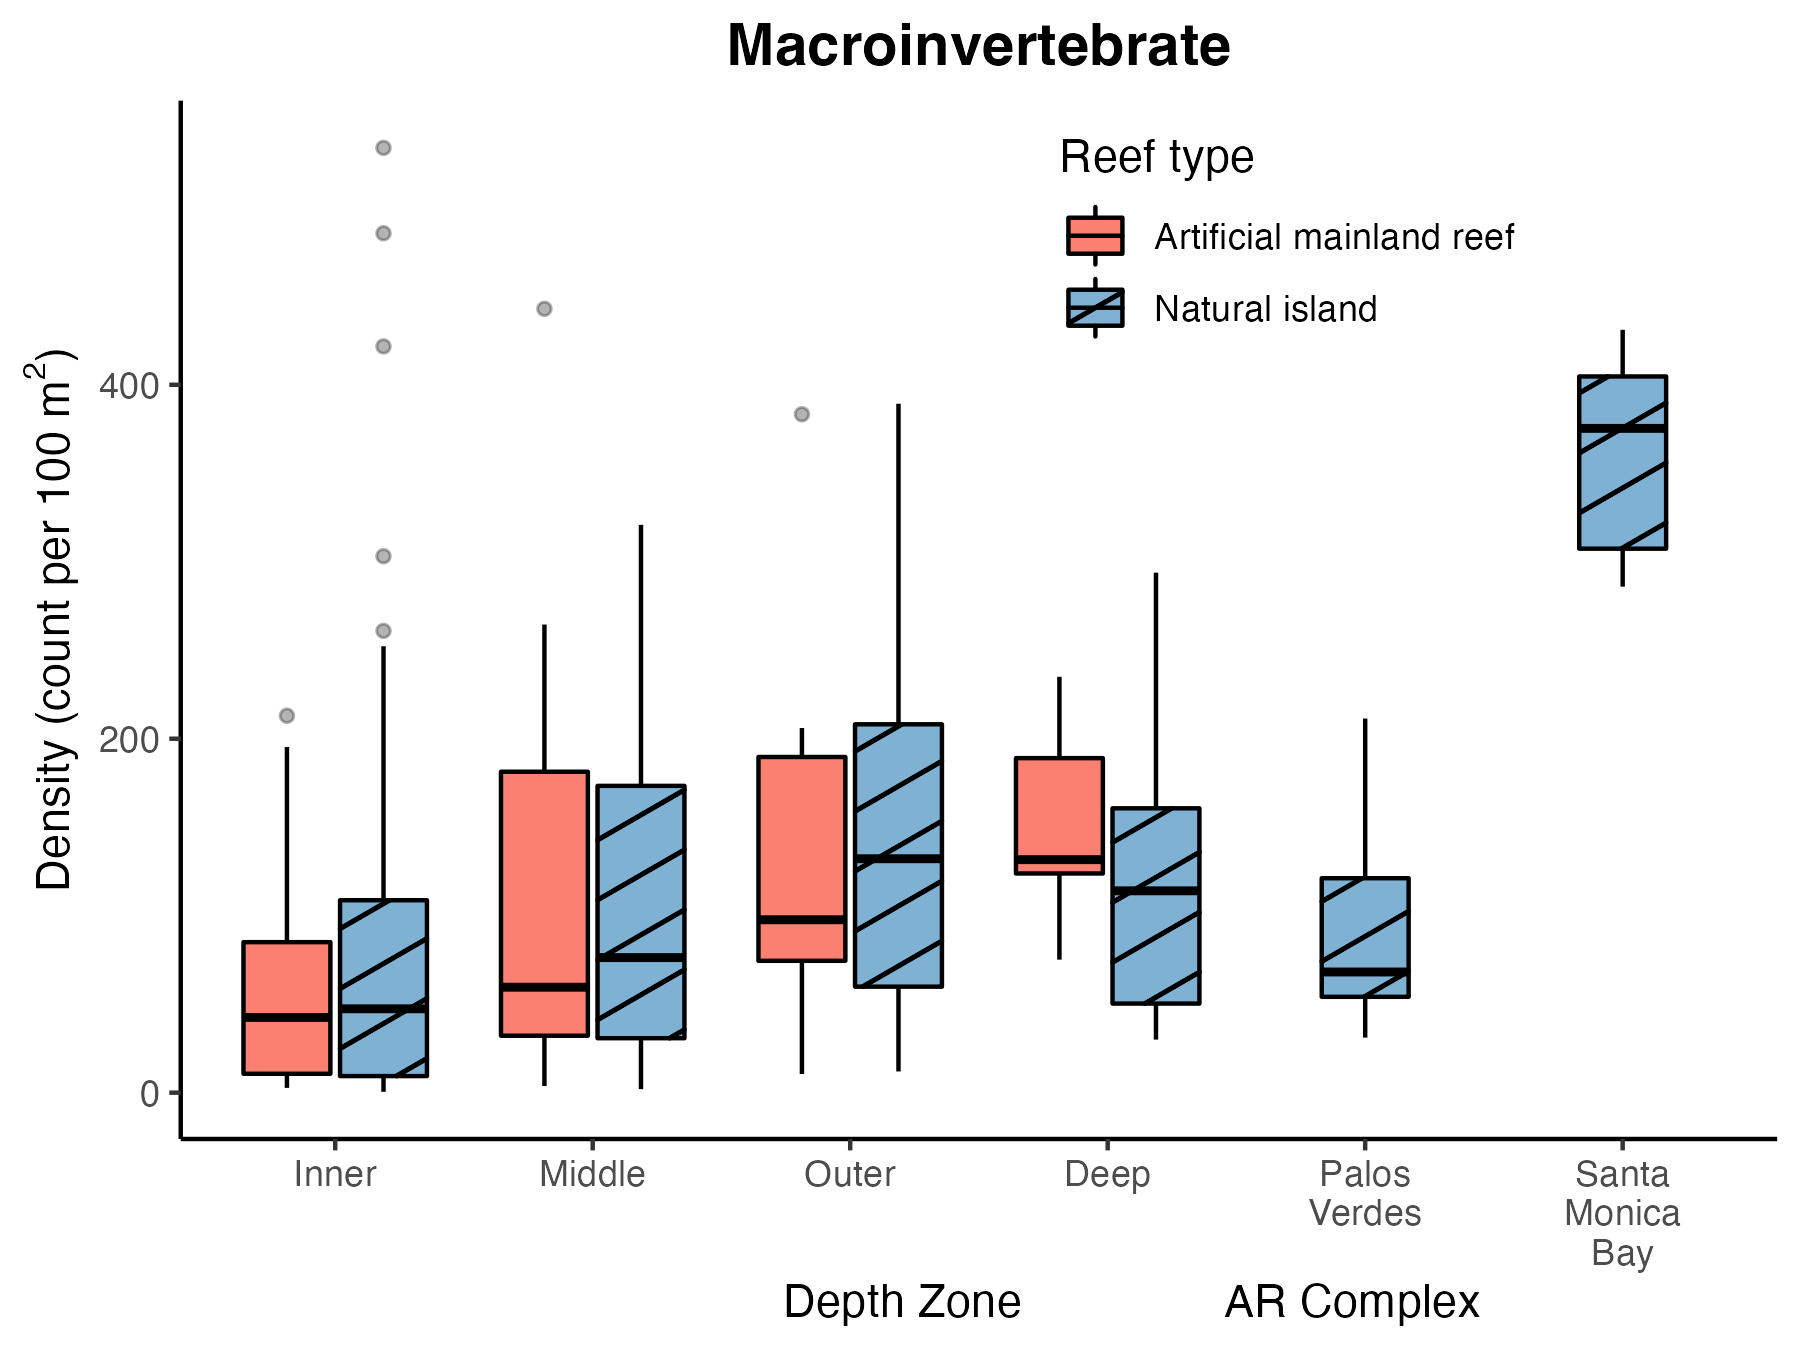 Macroinvertebrate
Reef type
Artificial mainland reef
Natural island
Density (count per 100 m²)
400
200
0
Inner
Middle
Outer
Deep
Palos
Verdes
Santa
Monica
Bay
Depth Zone
AR Complex